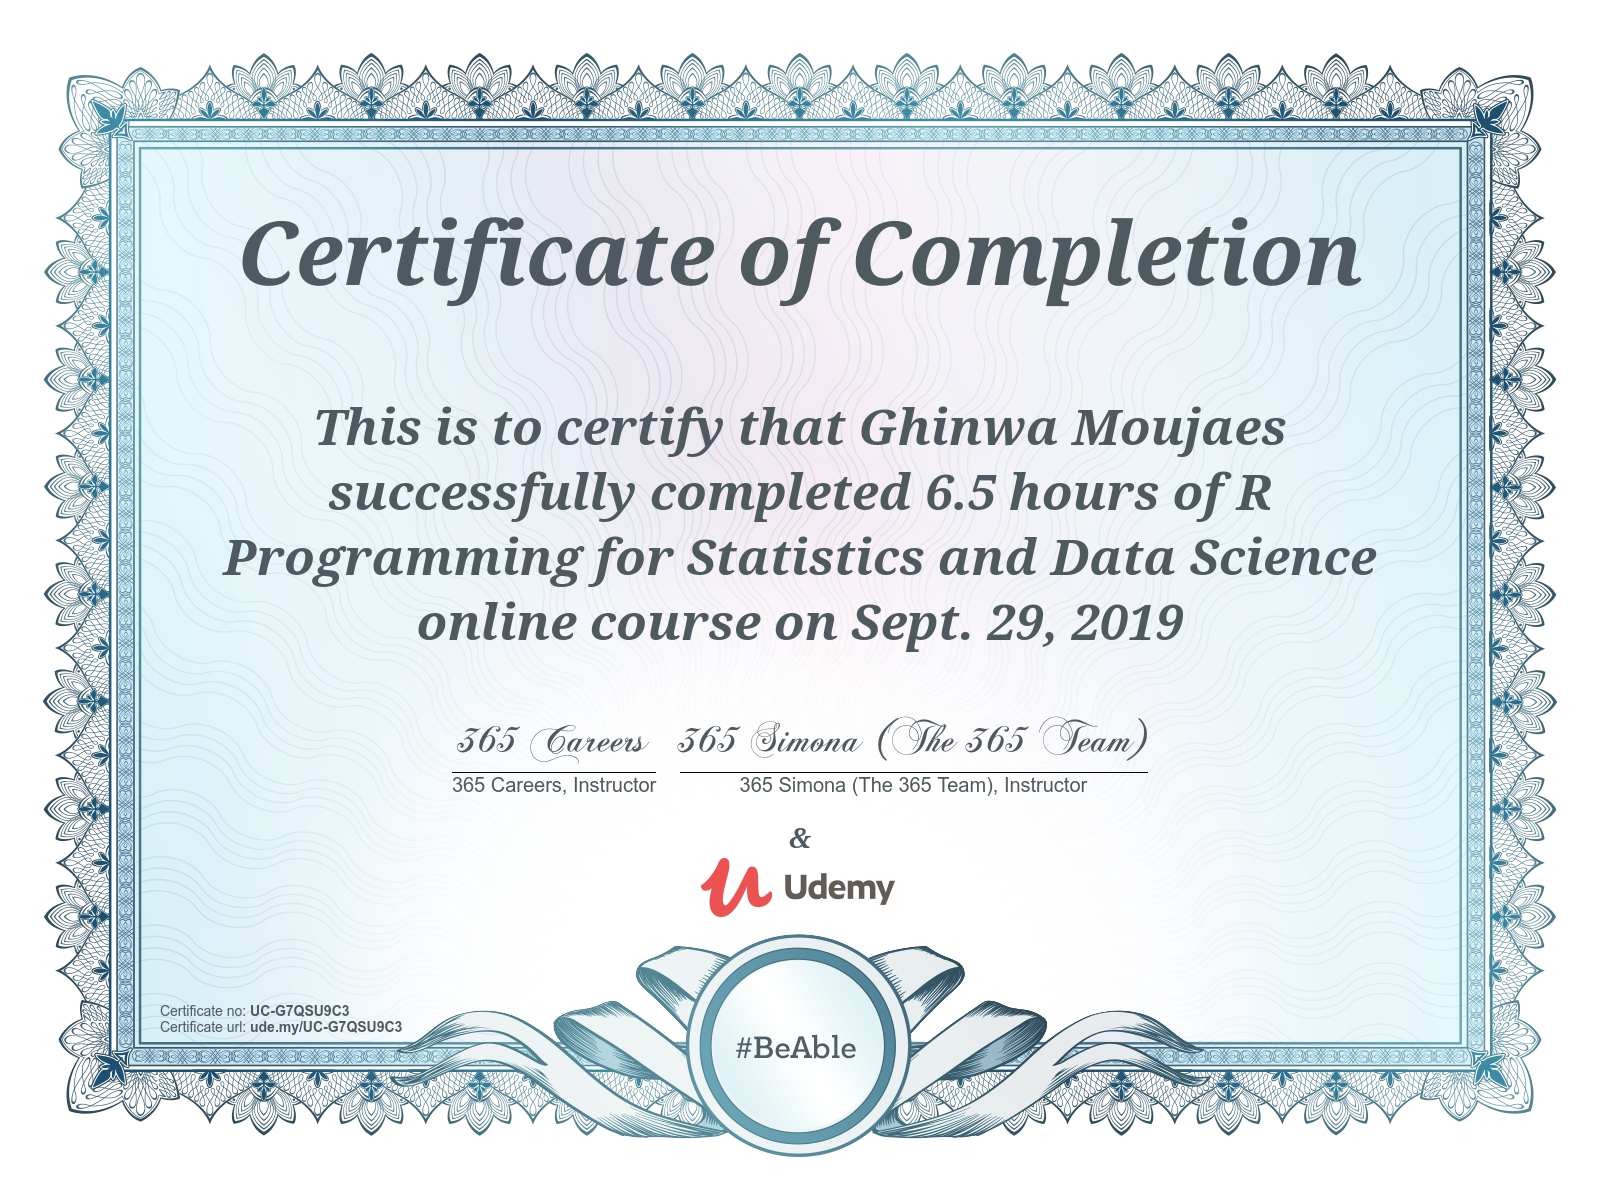 Certificate of Completion
This is to certify that Ghinwa Moujaes
successfully completed 6.5 hours of R
Programming for Statistics and Data Science
online course on Sept. 29, 2019
365 Careers
365 Careers, Instructor
365 Simona (The 365 Team)
365 Simona (The 365 Team), Instructor
&
Udemy
Certificate no: UC-G7QSU9C3
Certificate url: ude.my/UC-G7QSU9C3
#BeAble